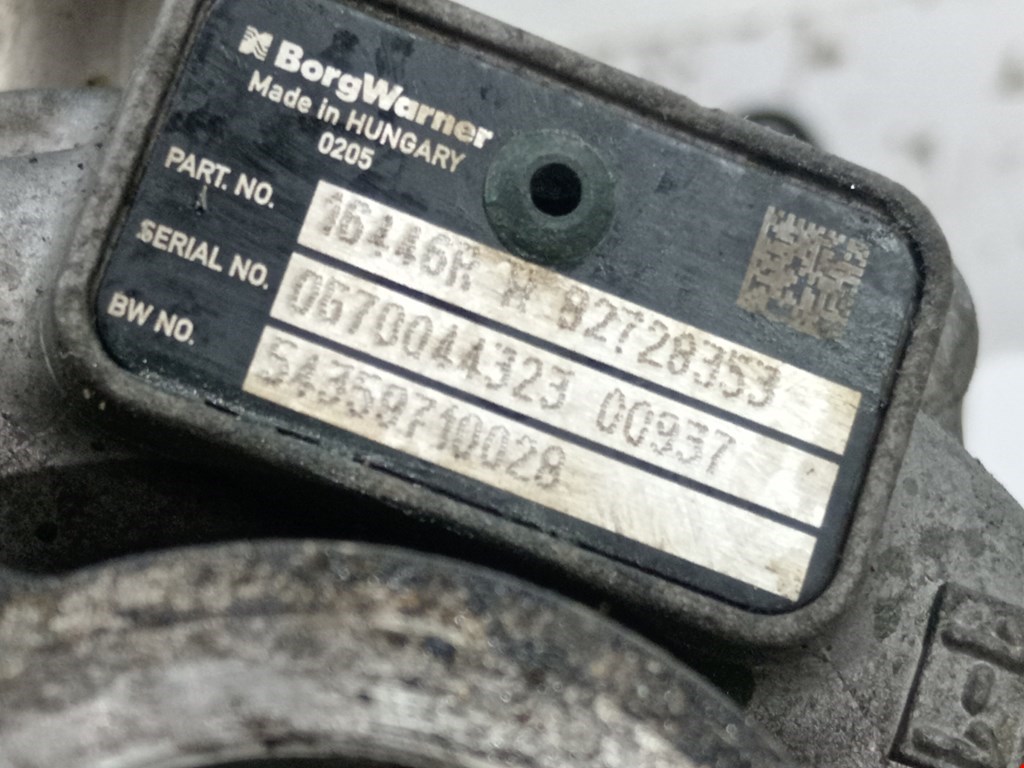 BorgWarner
Made in HUNGARY
0205
PART. NO. 16446R H 82728353
SERIAL NO. 0670044323 00937
BW NO. 54359710028